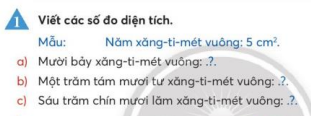 1 Viết các số đo diện tích.
Mẫu: Năm xăng-ti-mét vuông: 5 cm².
a) Mười bảy xăng-ti-mét vuông: .?.
b) Một trăm tám mươi tư xăng-ti-mét vuông: .?.
c) Sáu trăm chín mươi lăm xăng-ti-mét vuông: .?.